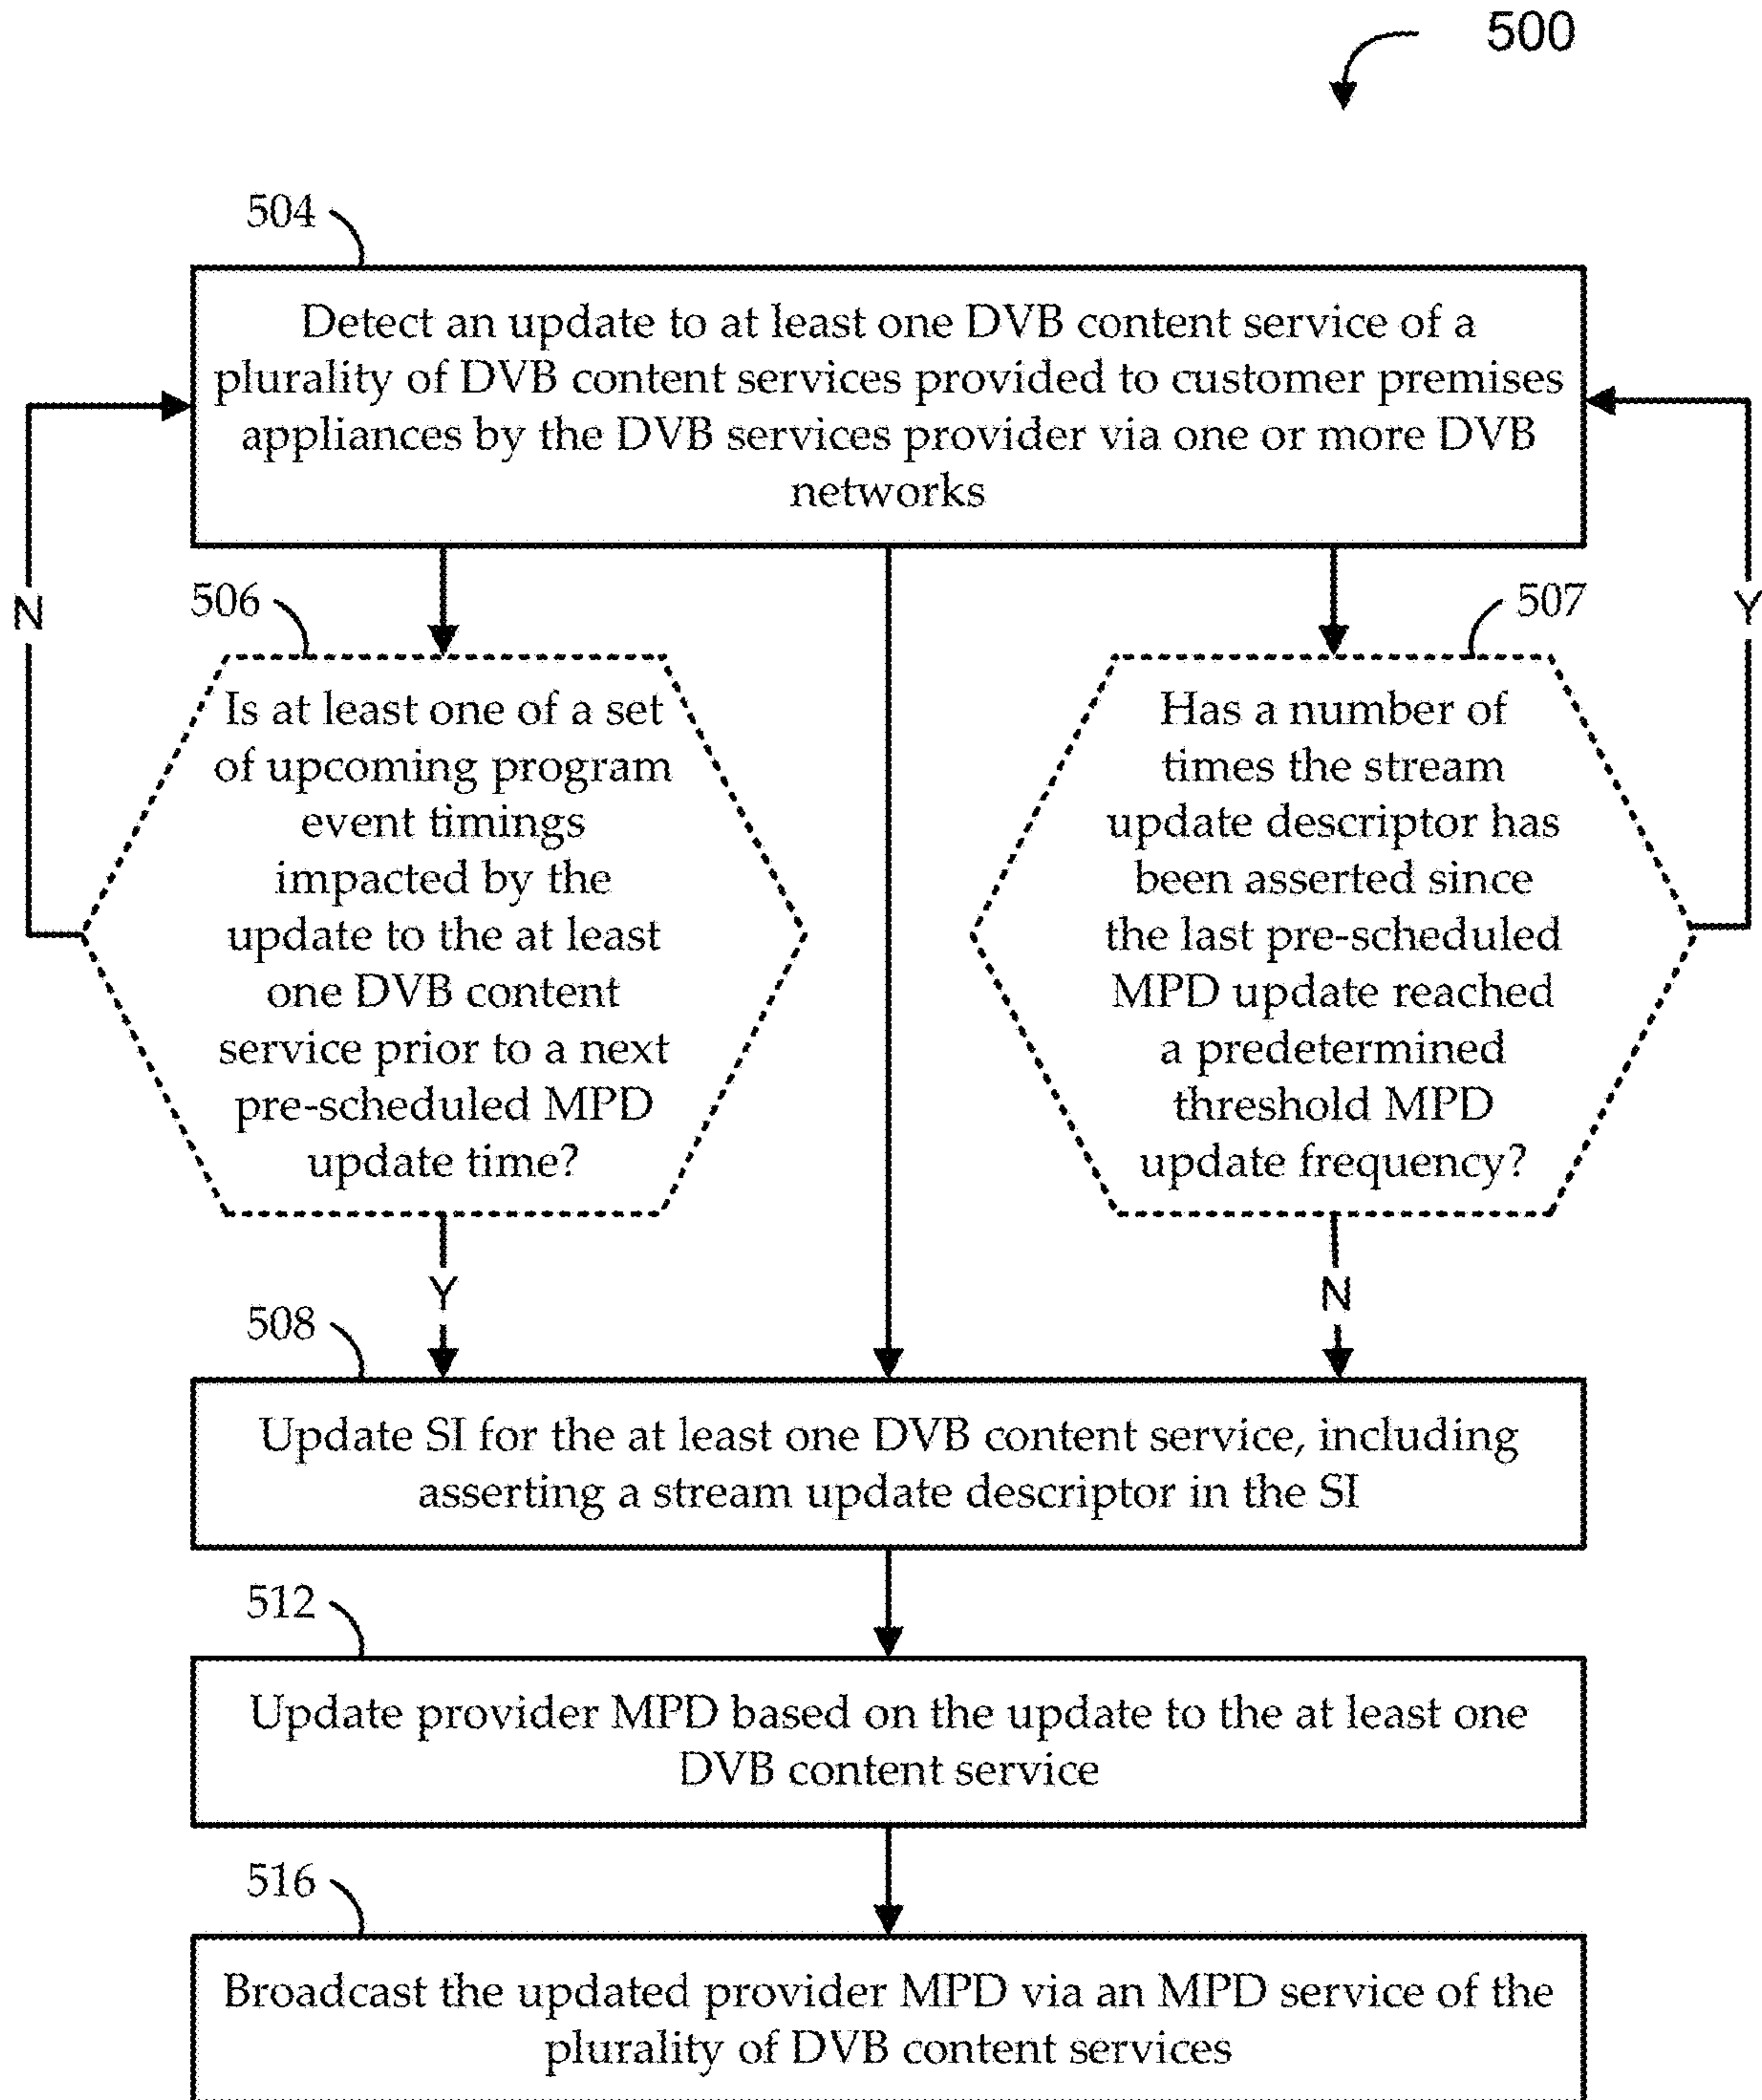 500
504
Detect an update to at least one DVB content service of a
plurality of DVB content services provided to customer premises
appliances by the DVB services provider via one or more DVB
networks
N
506
507
Y
Is at least one of a set
of upcoming program
event timings
impacted by the
update to the at least
one DVB content
service prior to a next
pre-scheduled MPD
update time?
Has a number of
times the stream
update descriptor has
been asserted since
the last pre-scheduled
MPD update reached
a predetermined
threshold MPD
update frequency?
Y
N
508
Update SI for the at least one DVB content service, including
asserting a stream update descriptor in the SI
512
Update provider MPD based on the update to the at least one
DVB content service
516
Broadcast the updated provider MPD via an MPD service of the
plurality of DVB content services